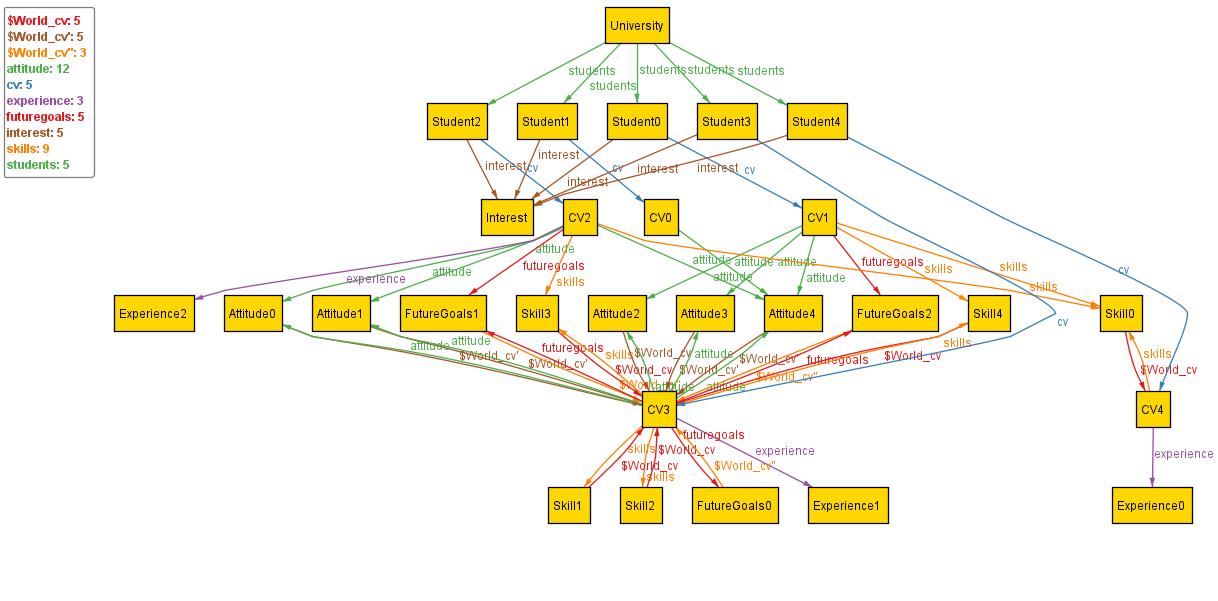 $World_cv: 5
$World_cv': 5
$World_cv": 3
attitude: 12
cv: 5
experience: 3
futuregoals: 5
interest: 5
skills: 9
students: 5
University
students students students students
students
Student2 Student1 Student0 Student3 Student4
interest
interest cv cv interest interest cv
interest
Interest CV2 CV0 CV1
attitude
attitude attitude attitude
futuregoals futuregoals skills skills cv
attitude attitude attitude
experience skills skills
Experience2 Attitude0 Attitude1 FutureGoals1 Skill3 Attitude2 Attitude3 Attitude4 FutureGoals2 Skill4 Skill0
cv
attitude attitude futuregoals skills
$World_cv' skills $World_cv attitude $World_cv futuregoals $World_cv skills
$World_cv' $World_cv $World_cv' $World_cv
$World_cv" attitude attitude $World_cv"
CV3 CV4
futuregoals
skills $World_cv experience experience
$World_cv $World_cv"
skills
Skill1 Skill2 FutureGoals0 Experience1 Experience0